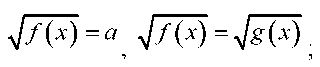 √f(x) = a, √f(x) = √g(x);